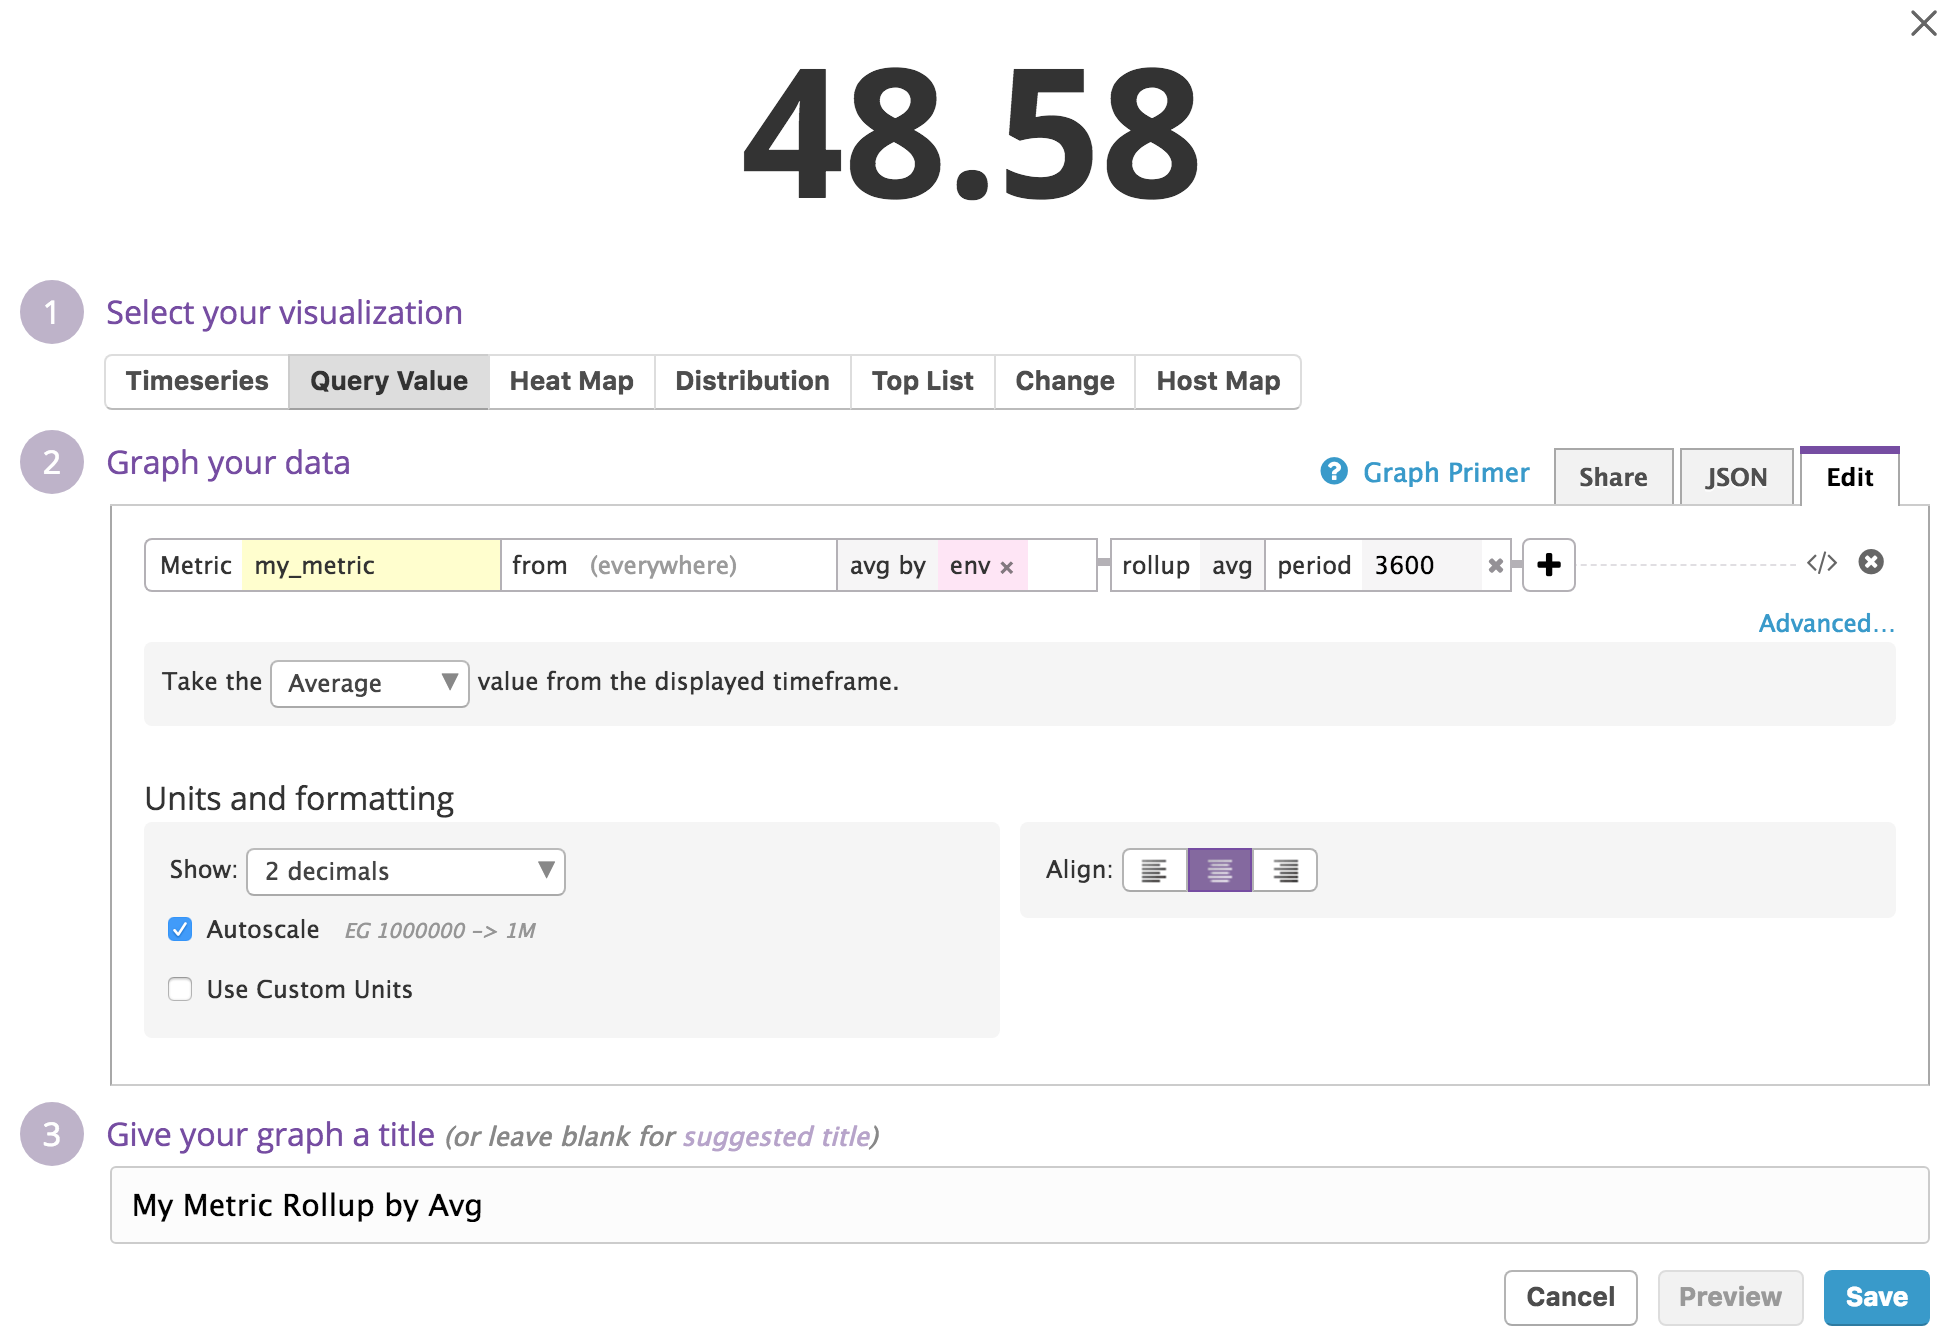 48.58
1 Select your visualization
Timeseries Query Value Heat Map Distribution Top List Change Host Map
2 Graph your data
? Graph Primer Share JSON Edit
Metric my_metric from (everywhere) avg by env × rollup avg period 3600 ✖ + </>
Advanced...
Take the Average value from the displayed timeframe.
Units and formatting
Show: 2 decimals
Align:
Autoscale EG 1000000 -> 1M
Use Custom Units
3 Give your graph a title (or leave blank for suggested title)
My Metric Rollup by Avg
Cancel Preview Save